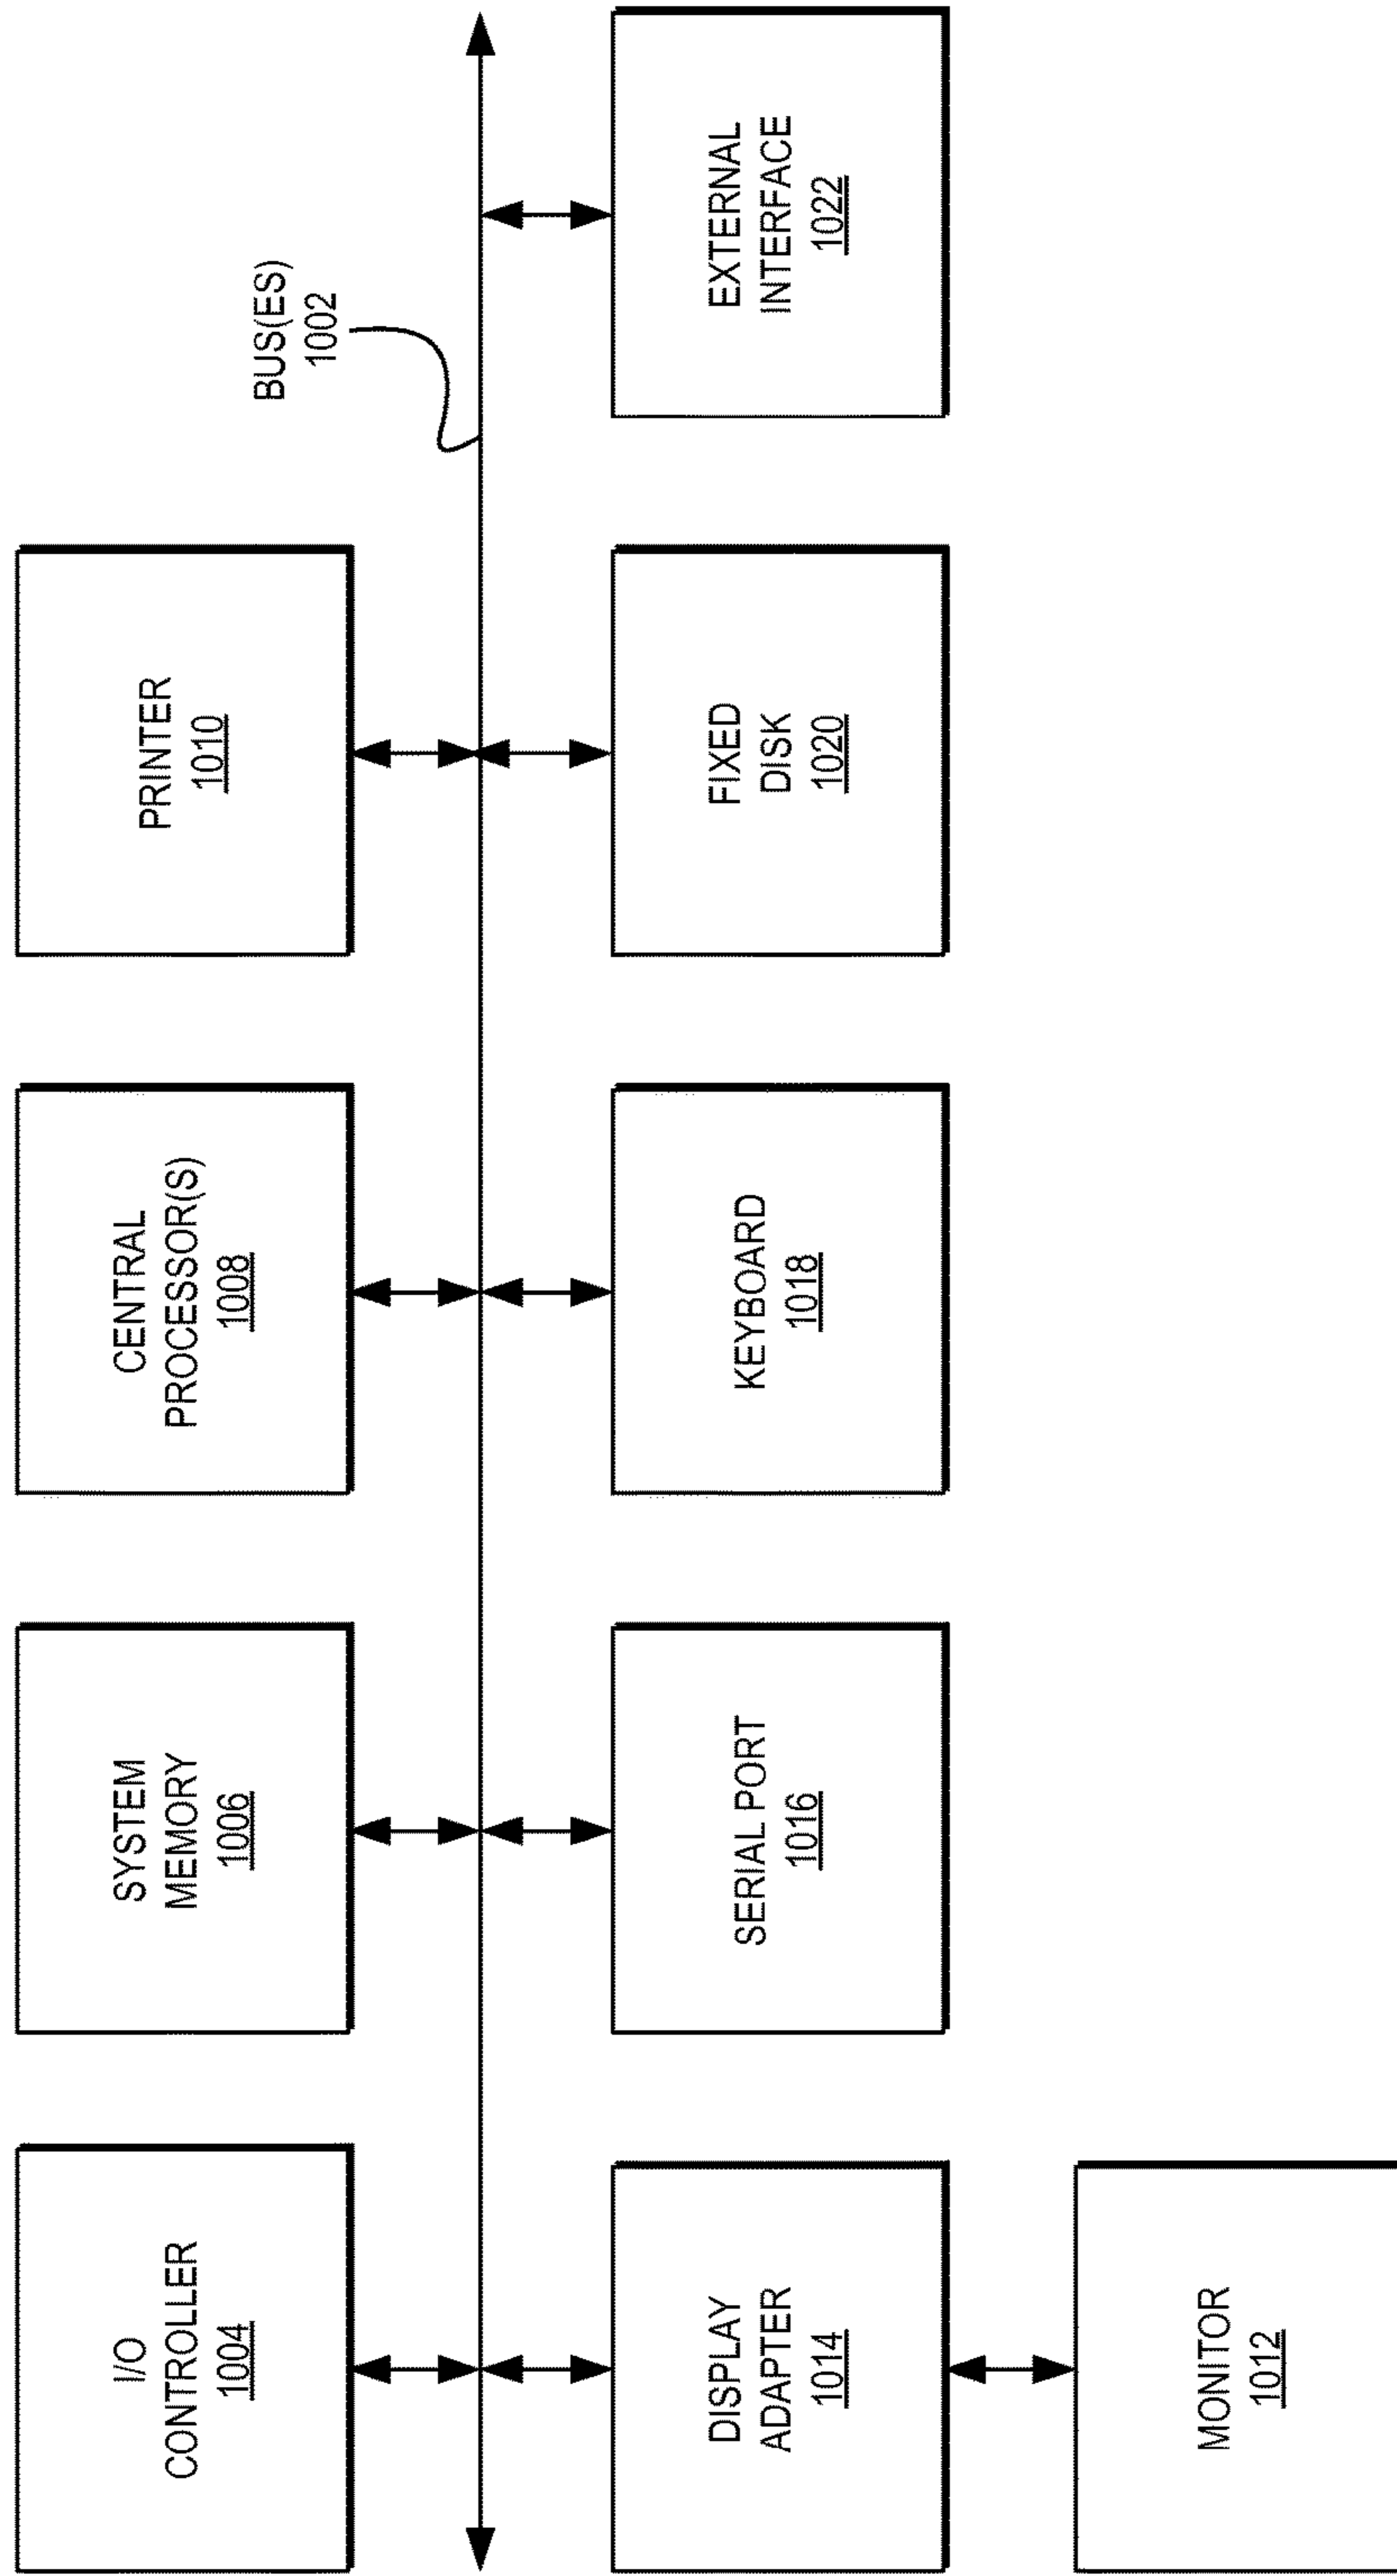 I/O
CONTROLLER
1004
SYSTEM
MEMORY
1006
CENTRAL
PROCESSOR(S)
1008
PRINTER
1010
BUS(ES)
1002
DISPLAY
ADAPTER
1014
SERIAL PORT
1016
KEYBOARD
1018
FIXED
DISK
1020
EXTERNAL
INTERFACE
1022
MONITOR
1012